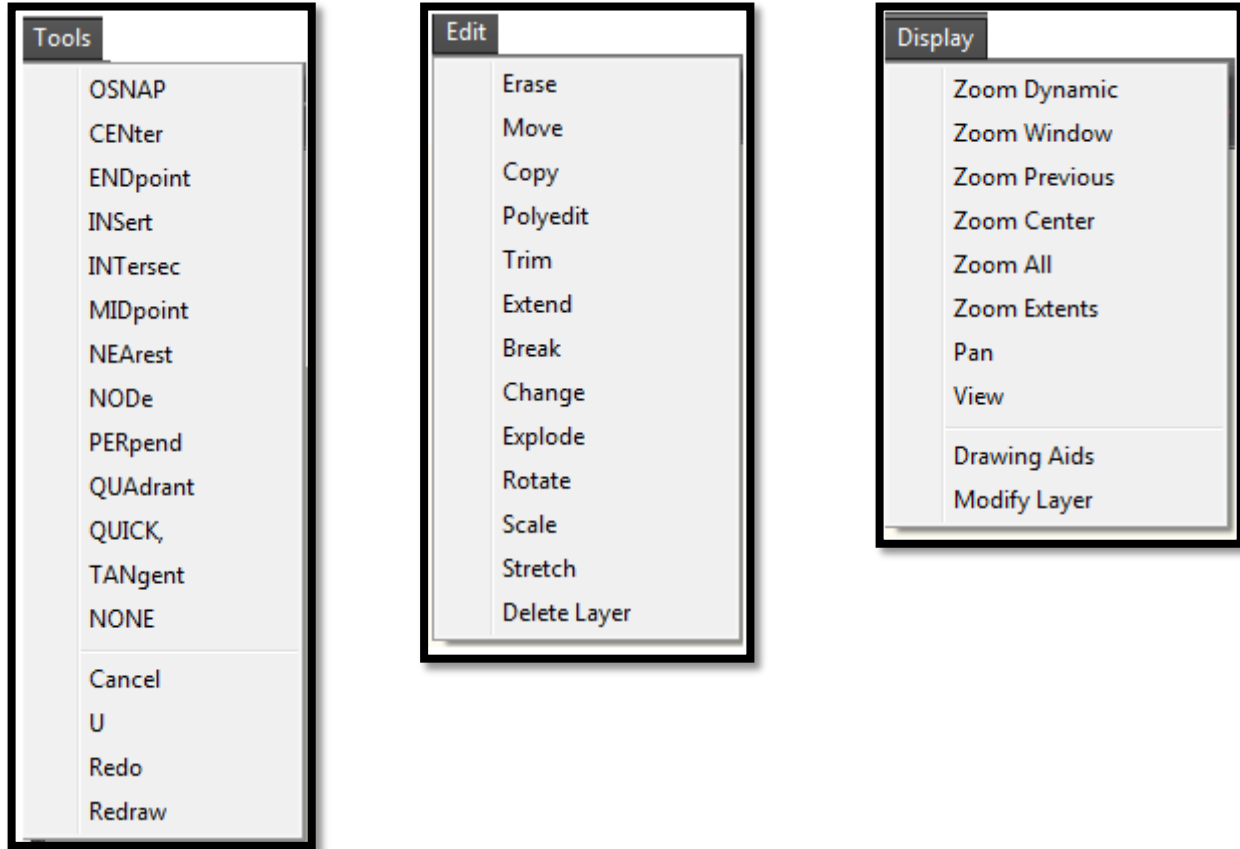 Tools
OSNAP
CENter
ENDpoint
INSert
INTersec
MIDpoint
NEArest
NODe
PERpend
QUAdrant
QUICK,
TANgent
NONE
Cancel
U
Redo
Redraw
Edit
Erase
Move
Copy
Polyedit
Trim
Extend
Break
Change
Explode
Rotate
Scale
Stretch
Delete Layer
Display
Zoom Dynamic
Zoom Window
Zoom Previous
Zoom Center
Zoom All
Zoom Extents
Pan
View
Drawing Aids
Modify Layer